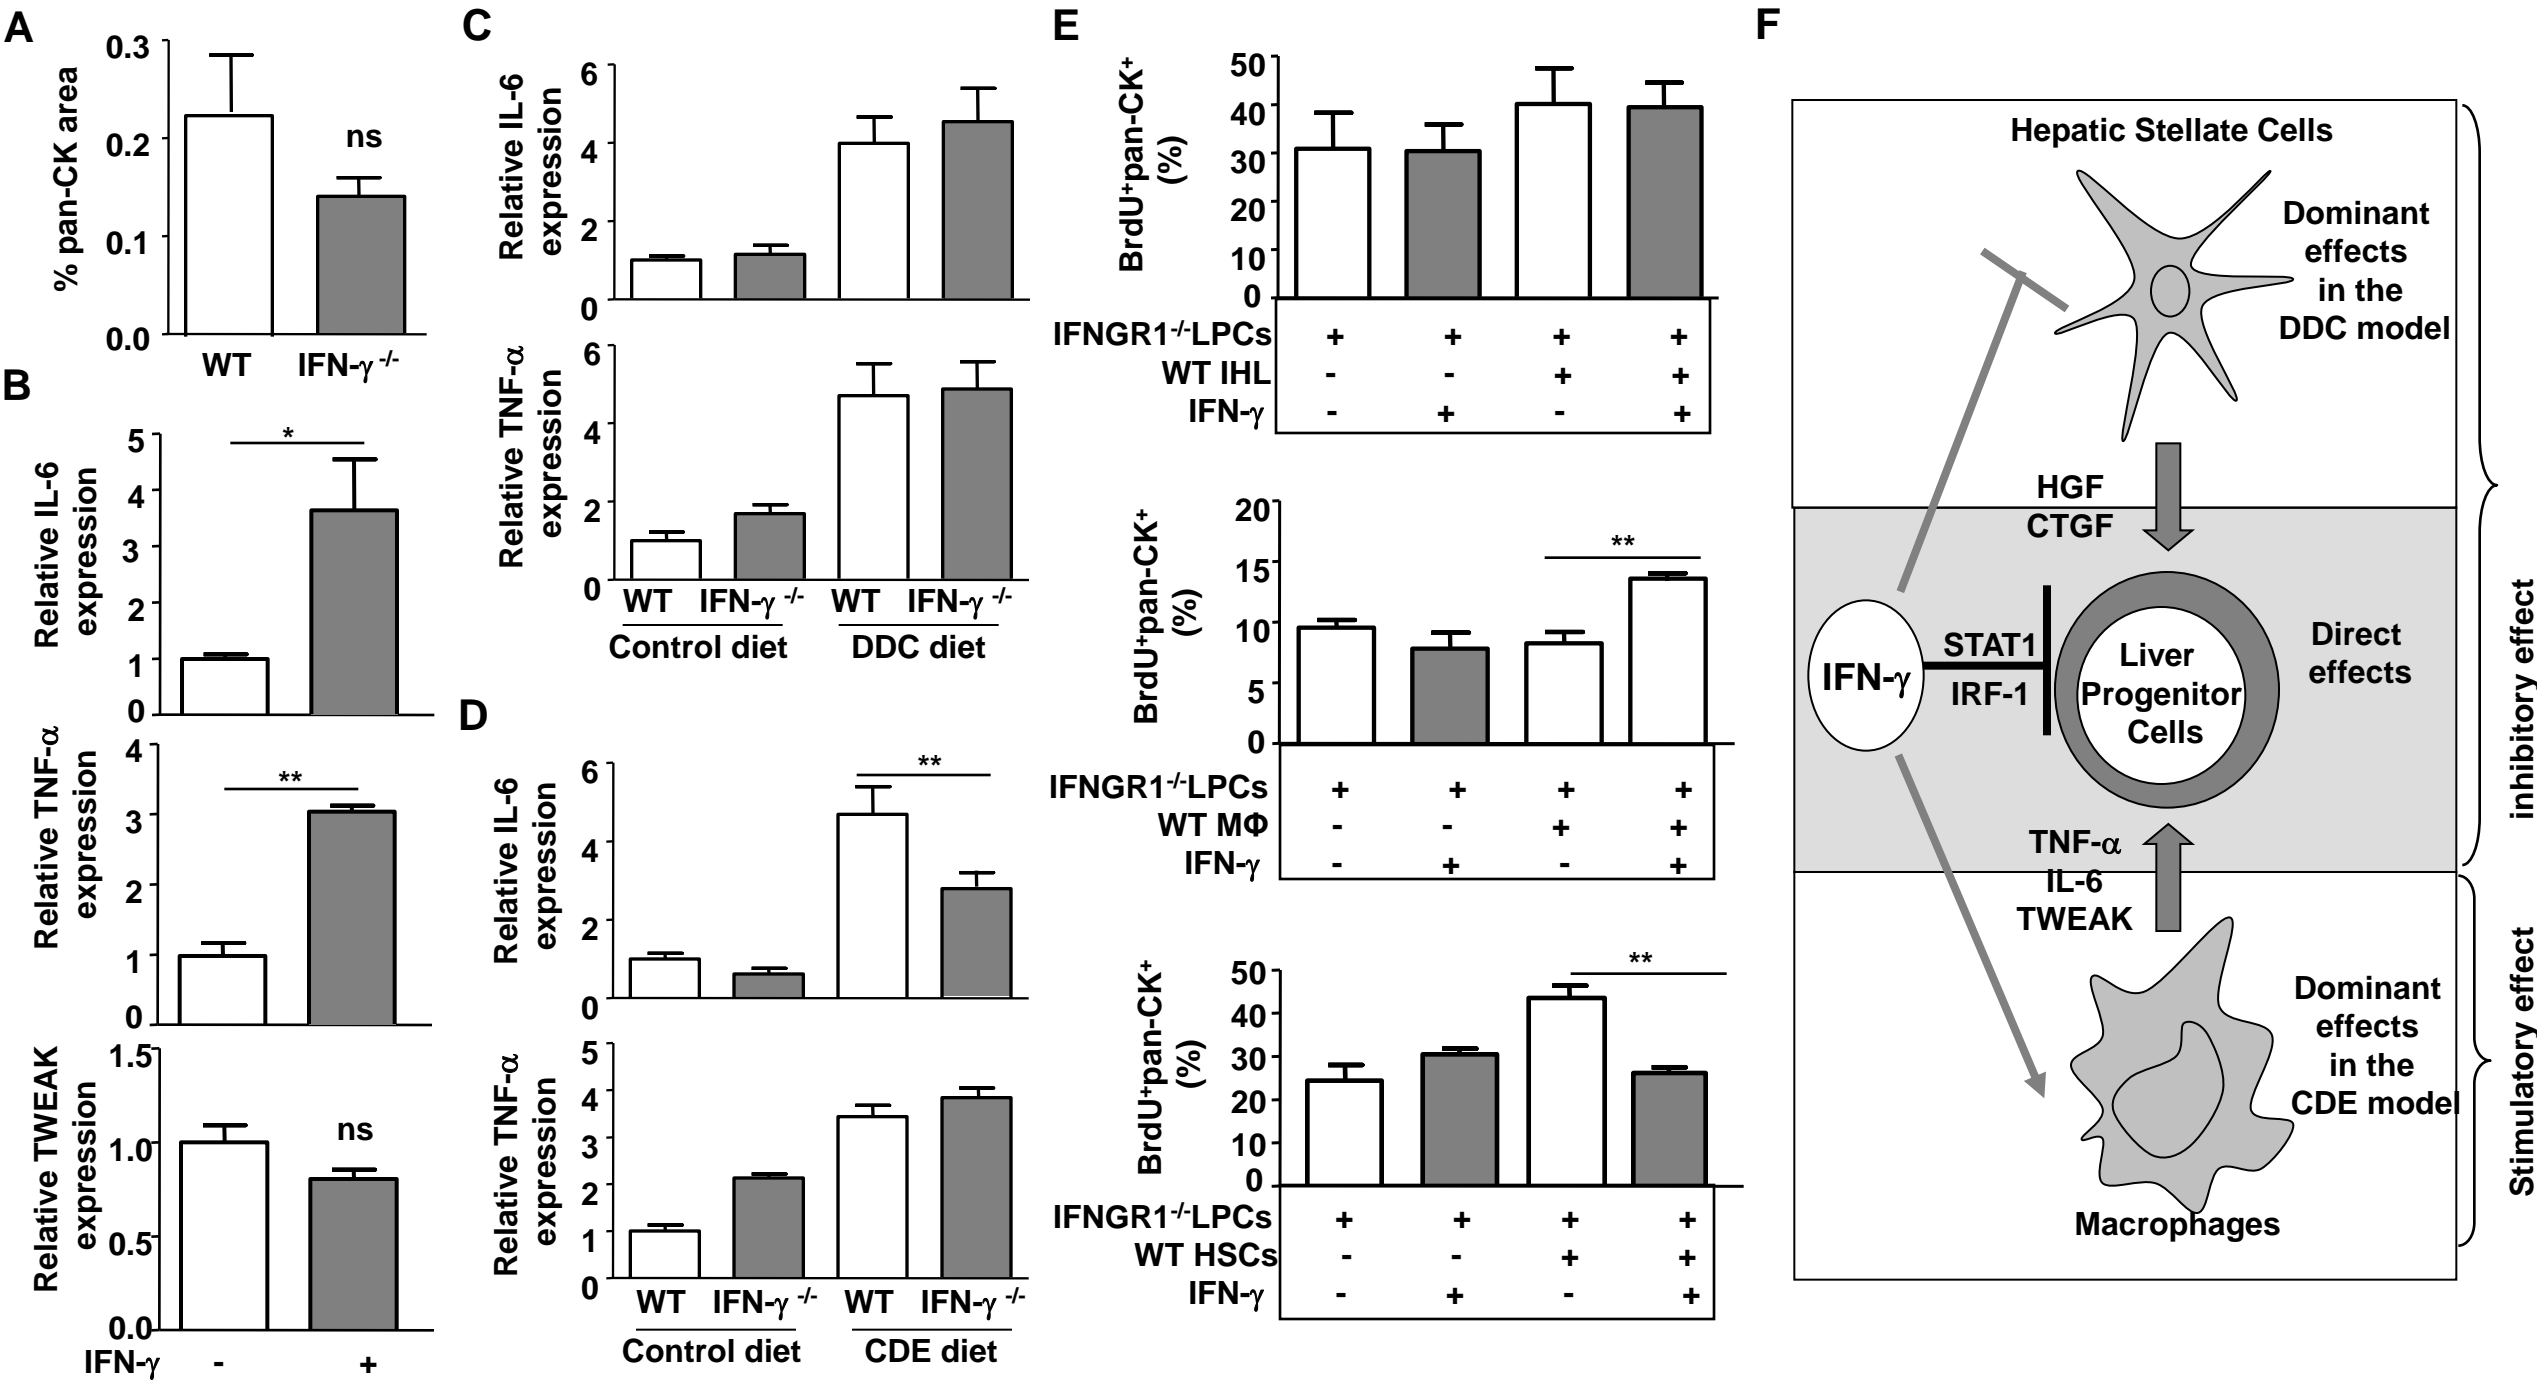 A
% pan-CK area
0.3
0.2
0.1
0.0
ns
WT
IFN-γ -/-
B
Relative IL-6
expression
5
4
3
2
1
0
*
Relative TNF-α
expression
4
3
2
1
0
**
Relative TWEAK
expression
1.5
1.0
0.5
0.0
ns
IFN-γ - +
C
Relative IL-6
expression
6
4
2
0
Relative TNF-α
expression
6
4
2
0
WT IFN-γ -/- WT IFN-γ -/-
Control diet DDC diet
D
Relative IL-6
expression
6
4
2
0
**
Relative TNF-α
expression
5
4
3
2
1
0
WT IFN-γ -/- WT IFN-γ -/-
Control diet CDE diet
E
BrdU+pan-CK+
(%)
50
40
30
20
10
0
IFNGR1-/-LPCs + + + +
WT IHL - - + +
IFN-γ - + - +
BrdU+pan-CK+
(%)
20
15
10
5
0
**
IFNGR1-/-LPCs + + + +
WT MΦ - - + +
IFN-γ - + - +
BrdU+pan-CK+
(%)
50
40
30
20
10
0
**
IFNGR1-/-LPCs + + + +
WT HSCs - - + +
IFN-γ - + - +
F
Hepatic Stellate Cells
Dominant
effects
in the
DDC model
HGF
CTGF
IFN-γ
STAT1
IRF-1
Liver
Progenitor
Cells
Direct
effects
inhibitory effect
TNF-α
IL-6
TWEAK
Dominant
effects
in the
CDE model
Macrophages
Stimulatory effect